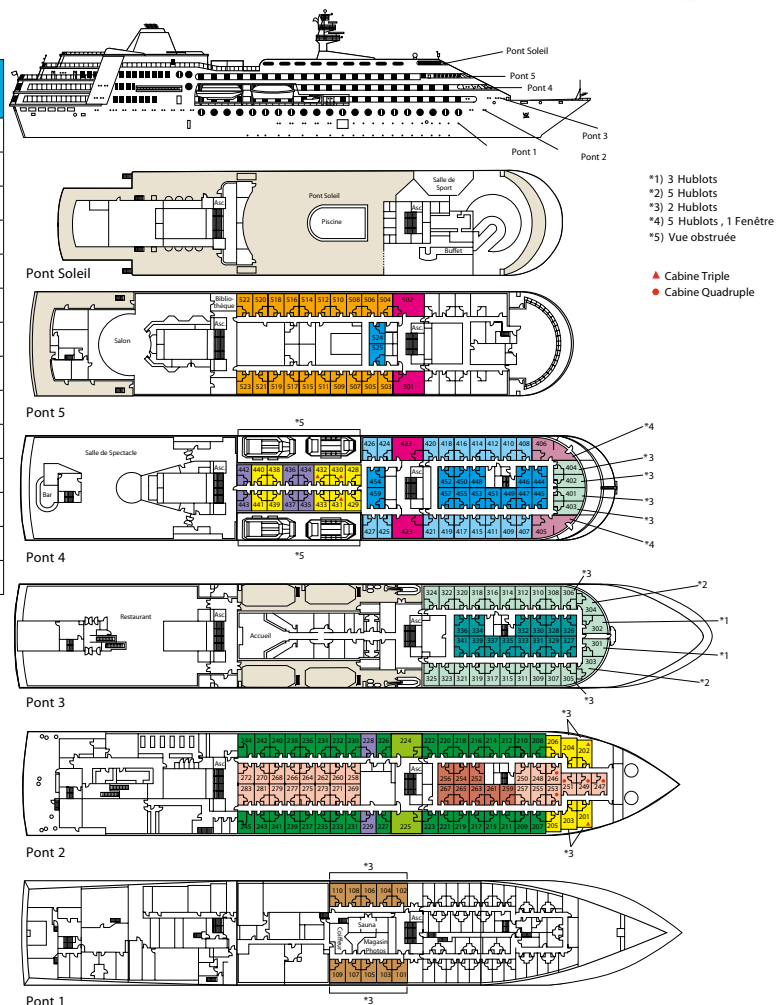 Pont Soleil
Pont 5
Pont 4
Pont 3
Pont 2
Pont 1
*1) 3 Hublots
*2) 5 Hublots
*3) 2 Hublots
*4) 5 Hublots , 1 Fenêtre
*5) Vue obstruée
Cabine Triple
Cabine Quadruple
Salle de
Sport
Pont Soleil
Asc.
Piscine
Asc.
Buffet
Pont Soleil
Biblio-
thèque
522 520 518 516 514 512 510 508 506 504 502
Asc.
Salon
524
525
Asc.
523 521 519 517 515 511 509 507 505 503 501
Pont 5
*5
*4
426 424 422 420 418 416 414 412 410 408 406
*3
Salle de Spectacle
404
*3
Asc.
442 440 438 436 434 432 430 428
454 452 450 448 446 444
402
Asc.
Bar
443 441 439 437 435 433 431 429
459 457 455 453 451 449 447 445
401
*3
403
*3
427 425 423 421 419 417 415 411 409 407 405
*4
*5
Pont 4
*3
*2
324 322 320 318 316 314 312 310 308 306
304
Restaurant
Asc.
Accueil
Asc.
336 334 332 330 328 326
302
*1
341 339 337 335 333 331 329 327
301
*1
303
325 323 321 319 317 315 311 309 307 305
*2
*3
Pont 3
*3
244 242 240 238 236 234 232 230 228 226 224 222 220 218 216 214 212 210 208 206 204 202
Asc.
272 270 268 266 264 262 260 258
Asc.
256 254 252 250 248 246
251 249 247
283 281 279 277 275 273 271 269
267 265 263 261 259 257 255 253
245 243 241 239 237 235 233 231 229 227 225 223 221 219 217 215 211 209 207 205 203 201
*3
Pont 2
*3
110 108 106 104 102
Sauna
Asc.
Coiffeur
Magasin
Photos
Asc.
109 107 105 103 101
*3
Pont 1